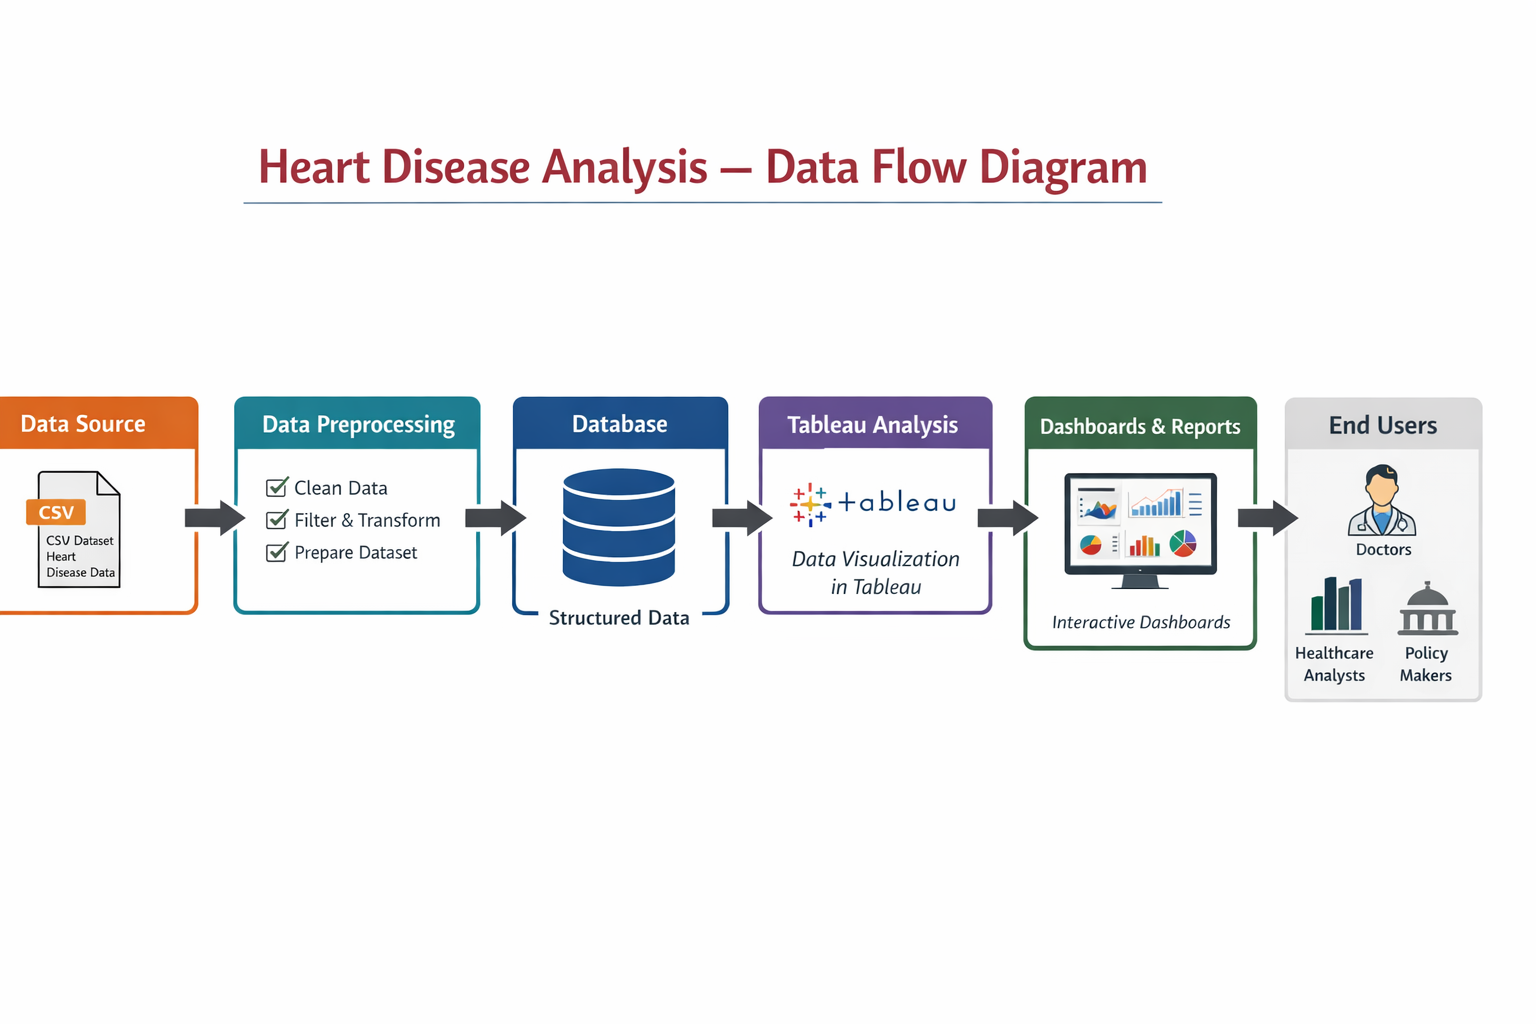 Heart Disease Analysis — Data Flow Diagram
Data Source
CSV
CSV Dataset
Heart
Disease Data
Data Preprocessing
Clean Data
Filter & Transform
Prepare Dataset
Database
Structured Data
Tableau Analysis
+ableau
Data Visualization
in Tableau
Dashboards & Reports
Interactive Dashboards
End Users
Doctors
Healthcare
Analysts
Policy
Makers